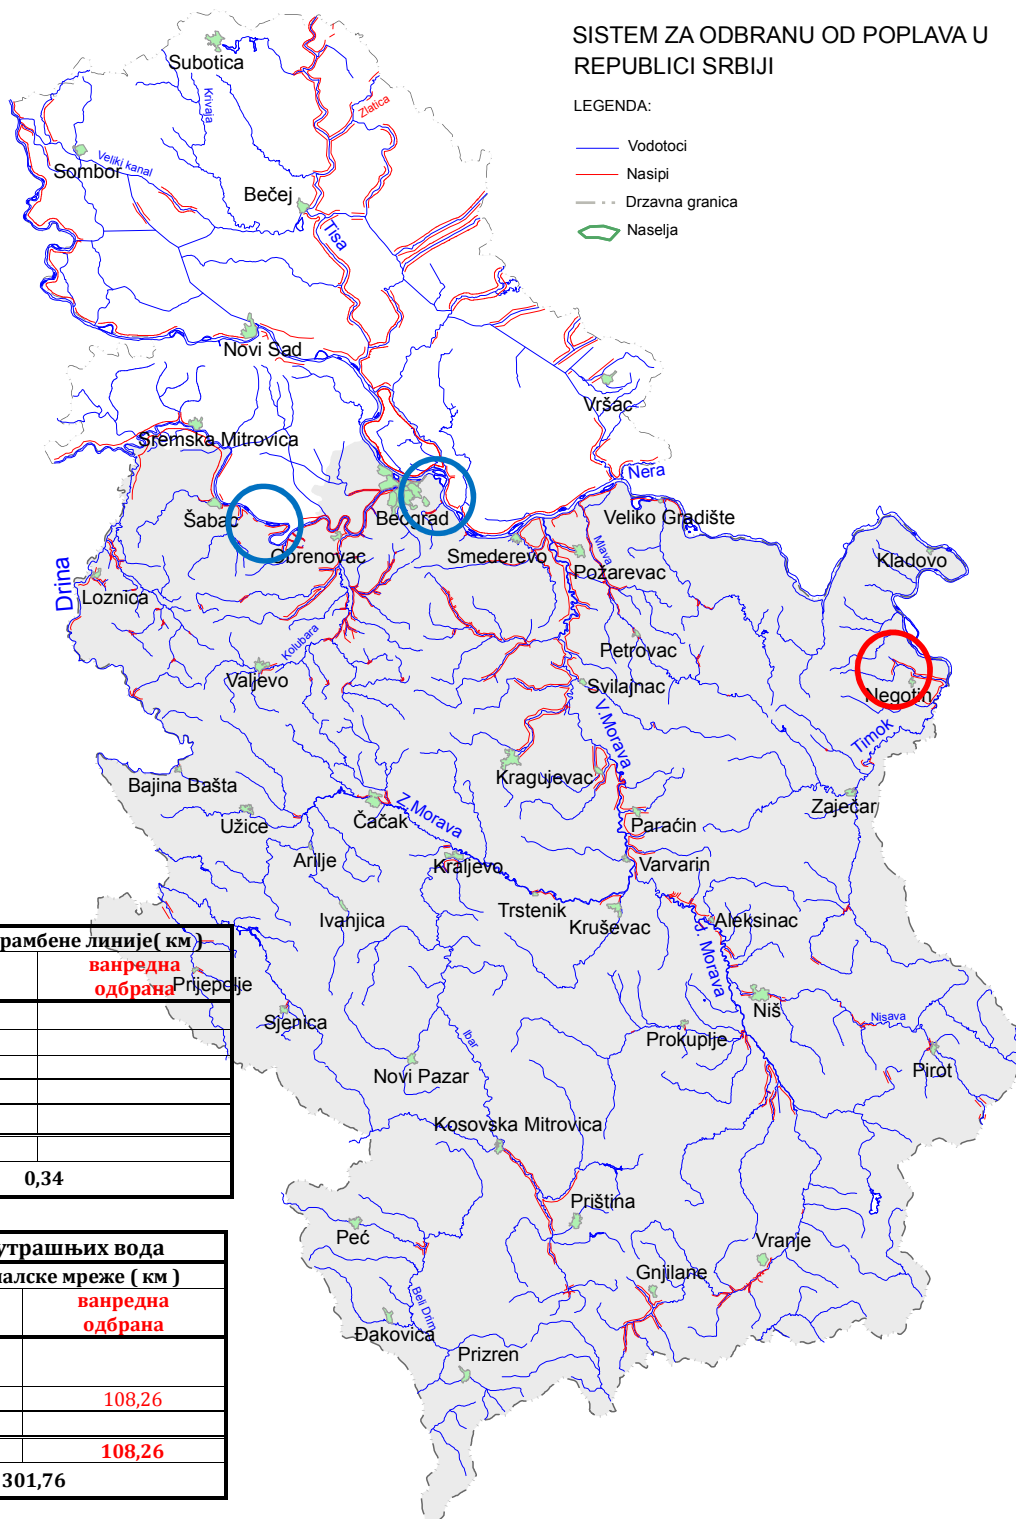 SISTEM ZA ODBRANU OD POPLAVA U
REPUBLICI SRBIJI
LEGENDA:
Vodotoci
Nasipi
Drzavna granica
Naselja
Subotica
Krivaja
Zlatica
Sombor
Veliki kanal
Bečej
Tisa
Novi Sad
Vršac
Sremska Mitrovica
Nera
Šabac
Beograd
Veliko Gradište
Obrenovac
Smederevo
Mlava
Požarevac
Kladovo
Drina
Loznica
Kolubara
Petrovac
Valjevo
Svilajnac
Negotin
V.Morava
Timok
Bajina Bašta
Kragujevac
Zaječar
Užice
Čačak
Z.Morava
Paraćin
Arilje
Kraljevo
Varvarin
Ivanjica
Trstenik
Kruševac
Aleksinac
J. Morava
Prijepolje
Sjenica
Niš
Nisava
Ibar
Prokuplje
Novi Pazar
Pirot
Kosovska Mitrovica
Priština
Peć
Vranje
Gnjilane
Beli Drim
Đakovica
Prizren
рамбене линије( км )
ванредна
одбрана
0,34
утрашњих вода
алске мреже ( км )
ванредна
одбрана
108,26
108,26
301,76